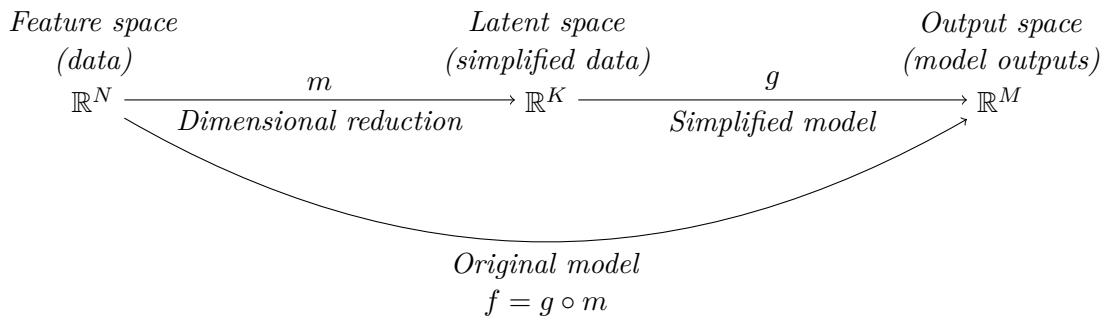 Feature space
(data)
ℝ^N
Latent space
(simplified data)
ℝ^K
Output space
(model outputs)
ℝ^M
m
Dimensional reduction
g
Simplified model
Original model
f = g ∘ m